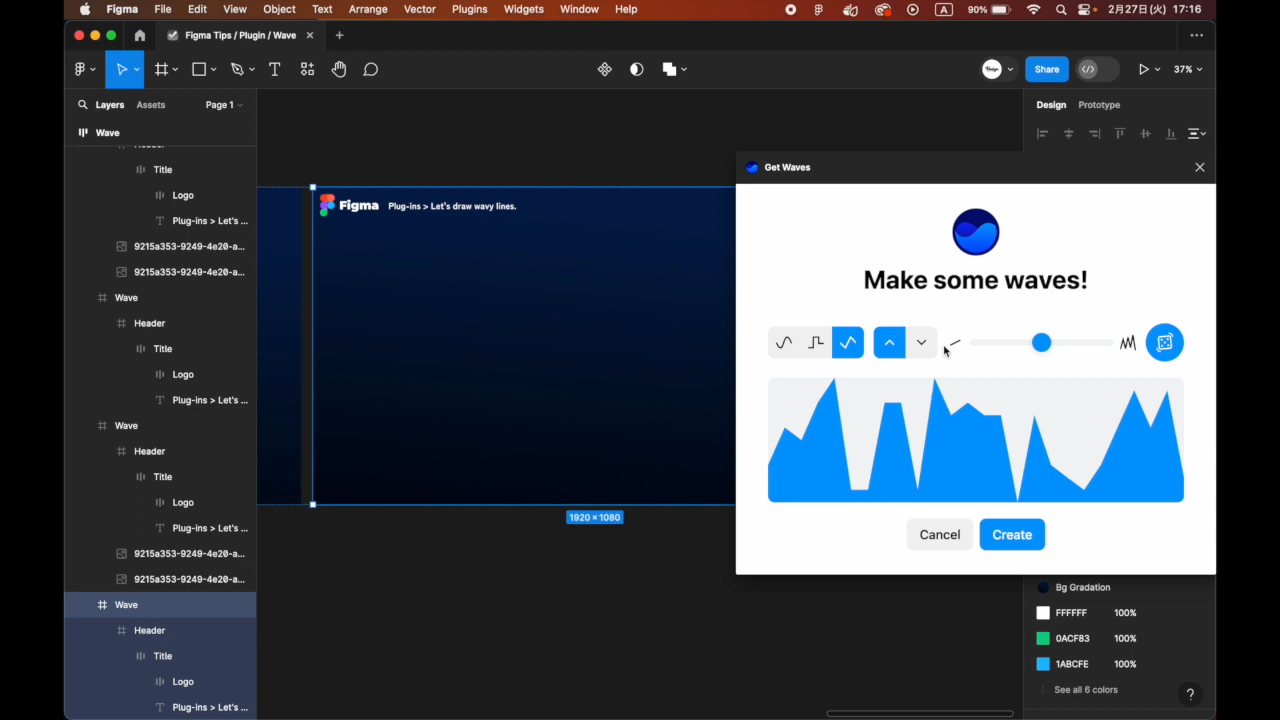 Figma File Edit View Object Text Arrange Vector Plugins Widgets Window Help A 90% 2月27日(火) 17:16
Figma Tips / Plugin / Wave
Share 37%
Layers Assets Page 1
Design Prototype
Wave
Header
Title
Logo
Plug-ins > Let's ...
9215a353-9249-4e20-a...
9215a353-9249-4e20-a...
Wave
Header
Title
Logo
Plug-ins > Let's ...
Wave
Header
Title
Logo
Plug-ins > Let's ...
9215a353-9249-4e20-a...
9215a353-9249-4e20-a...
Wave
Header
Title
Logo
Plug-ins > Let's ...
Figma Plug-ins > Let's draw wavy lines.
1920 × 1080
Get Waves
Make some waves!
Cancel Create
Bg Gradation
FFFFFF 100%
0ACF83 100%
1ABCFE 100%
See all 6 colors
?